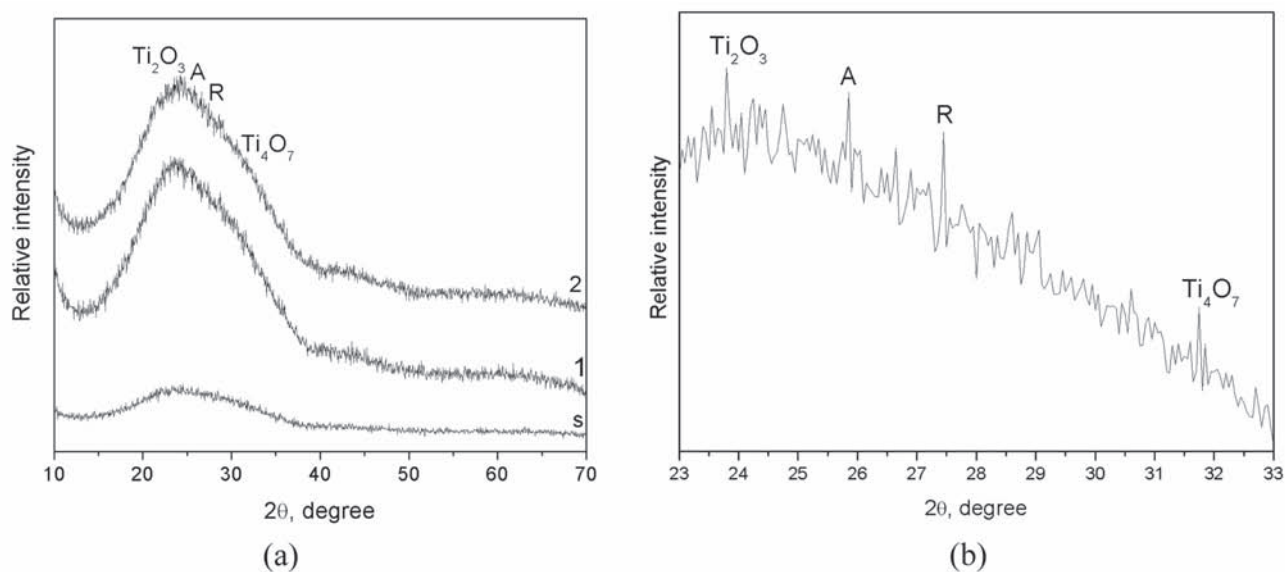 Ti₂O₃
A
R
Ti₄O₇
2
1
s
Relative intensity
10 20 30 40 50 60 70
2θ, degree
(a)
Ti₂O₃
A
R
Ti₄O₇
Relative intensity
23 24 25 26 27 28 29 30 31 32 33
2θ, degree
(b)